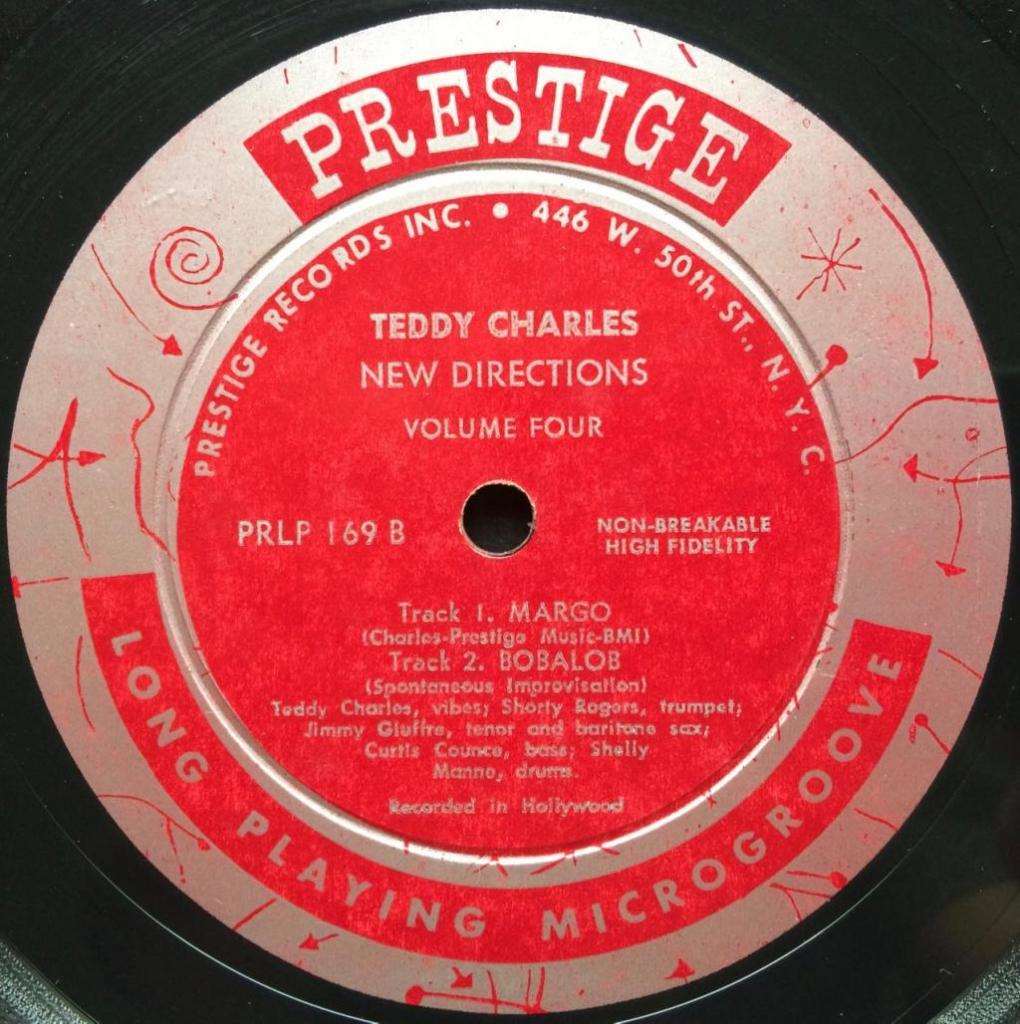 PRESTIGE
PRESTIGE RECORDS INC. • 446 W. 50th ST., N. Y. C.
TEDDY CHARLES
NEW DIRECTIONS
VOLUME FOUR
PRLP 169 B
NON-BREAKABLE
HIGH FIDELITY
Track 1. MARGO
(Charles-Prestige Music-BMI)
Track 2. BOBALOB
(Spontaneous Improvisation)
Teddy Charles, vibes; Shorty Rogers, trumpet;
Jimmy Giuffre, tenor and baritone sax;
Curtis Counce, bass; Shelly
Manne, drums.
Recorded in Hollywood
LONG PLAYING MICROGROOVE